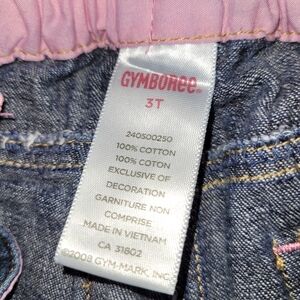 GYMBOREE®
3T
240500250
100% COTTON
100% COTON
EXCLUSIVE OF
DECORATION
GARNITURE NON
COMPRISE
MADE IN VIETNAM
CA 31802
©2008 GYM-MARK, INC